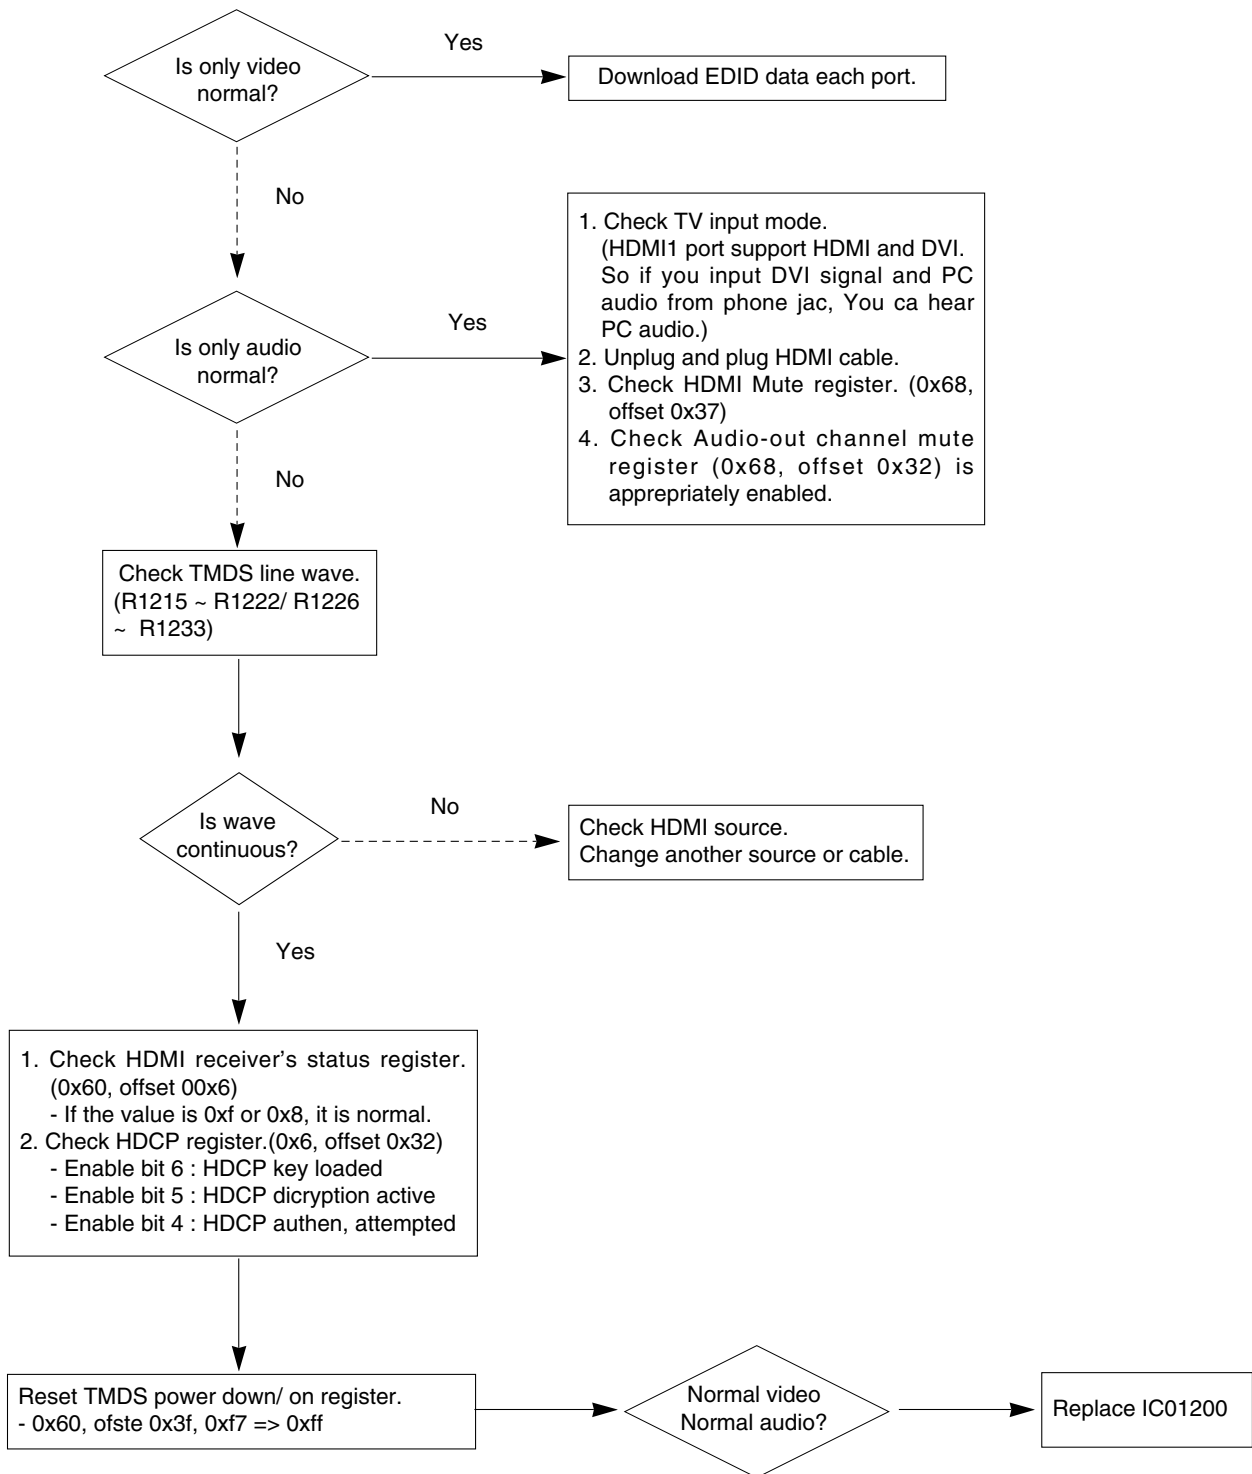 Is only video
normal?
Yes
Download EDID data each port.
No
Is only audio
normal?
Yes
1. Check TV input mode.
(HDMI1 port support HDMI and DVI.
So if you input DVI signal and PC
audio from phone jac, You ca hear
PC audio.)
2. Unplug and plug HDMI cable.
3. Check HDMI Mute register. (0x68,
offset 0x37)
4. Check Audio-out channel mute
register (0x68, offset 0x32) is
apprepriately enabled.
No
Check TMDS line wave.
(R1215 ~ R1222/ R1226
~ R1233)
Is wave
continuous?
No
Check HDMI source.
Change another source or cable.
Yes
1. Check HDMI receiver's status register.
(0x60, offset 00x6)
- If the value is 0xf or 0x8, it is normal.
2. Check HDCP register.(0x6, offset 0x32)
- Enable bit 6 : HDCP key loaded
- Enable bit 5 : HDCP dicryption active
- Enable bit 4 : HDCP authen, attempted
Reset TMDS power down/ on register.
- 0x60, ofste 0x3f, 0xf7 => 0xff
Normal video
Normal audio?
Replace IC01200